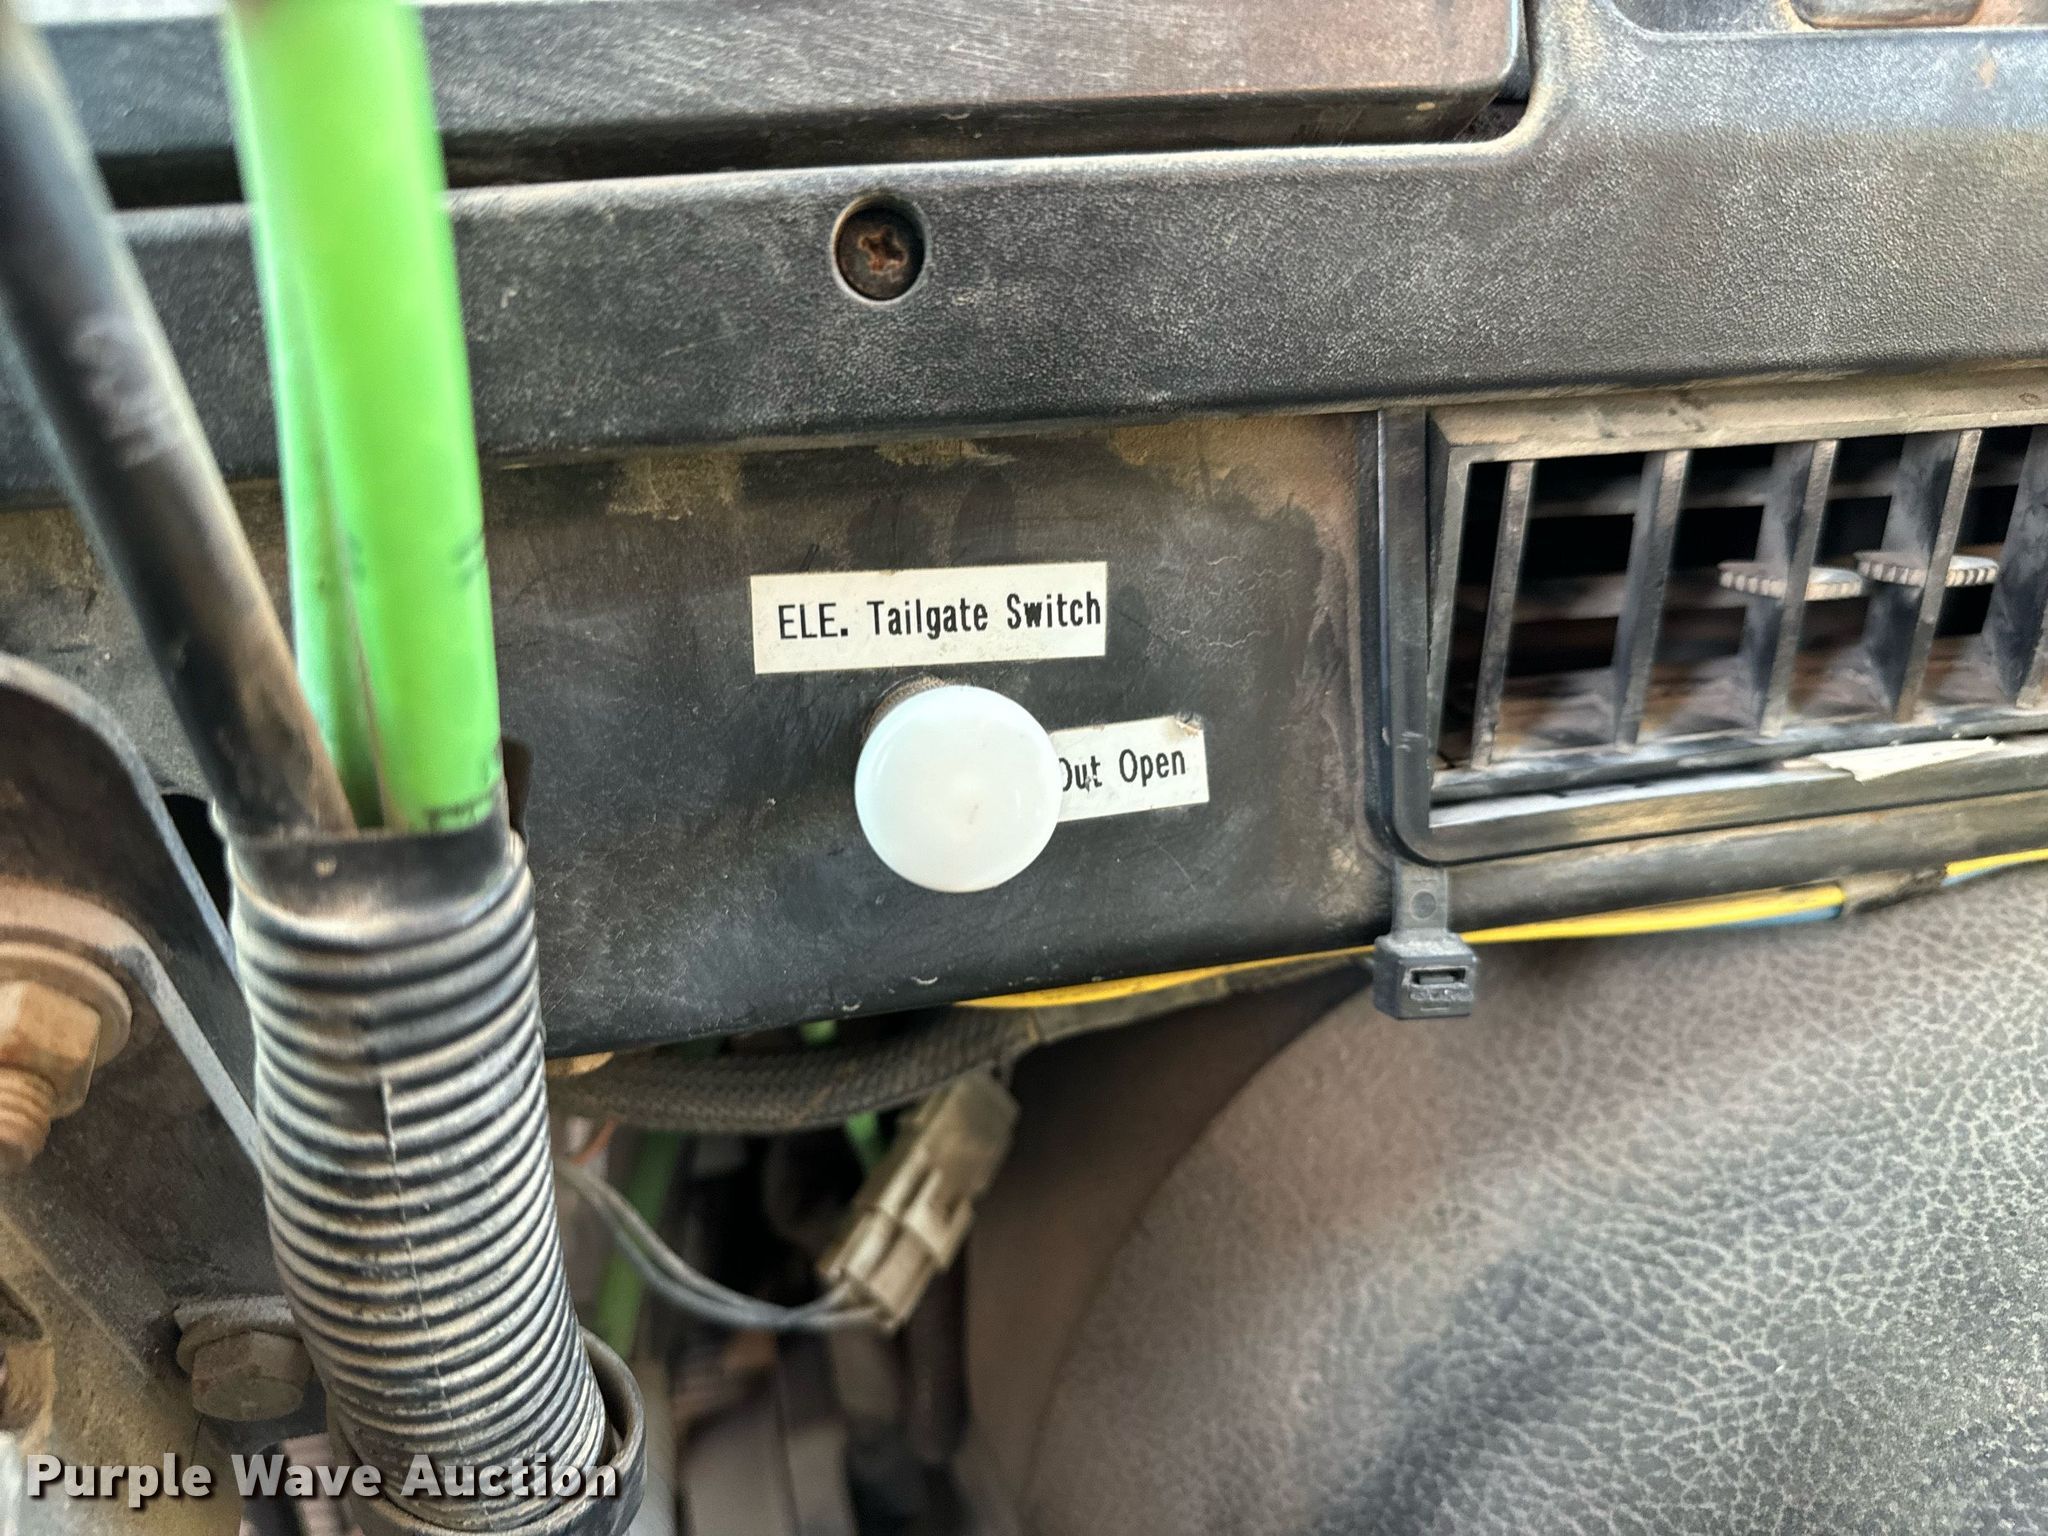 ELE. Tailgate Switch
Out Open
Purple Wave Auction